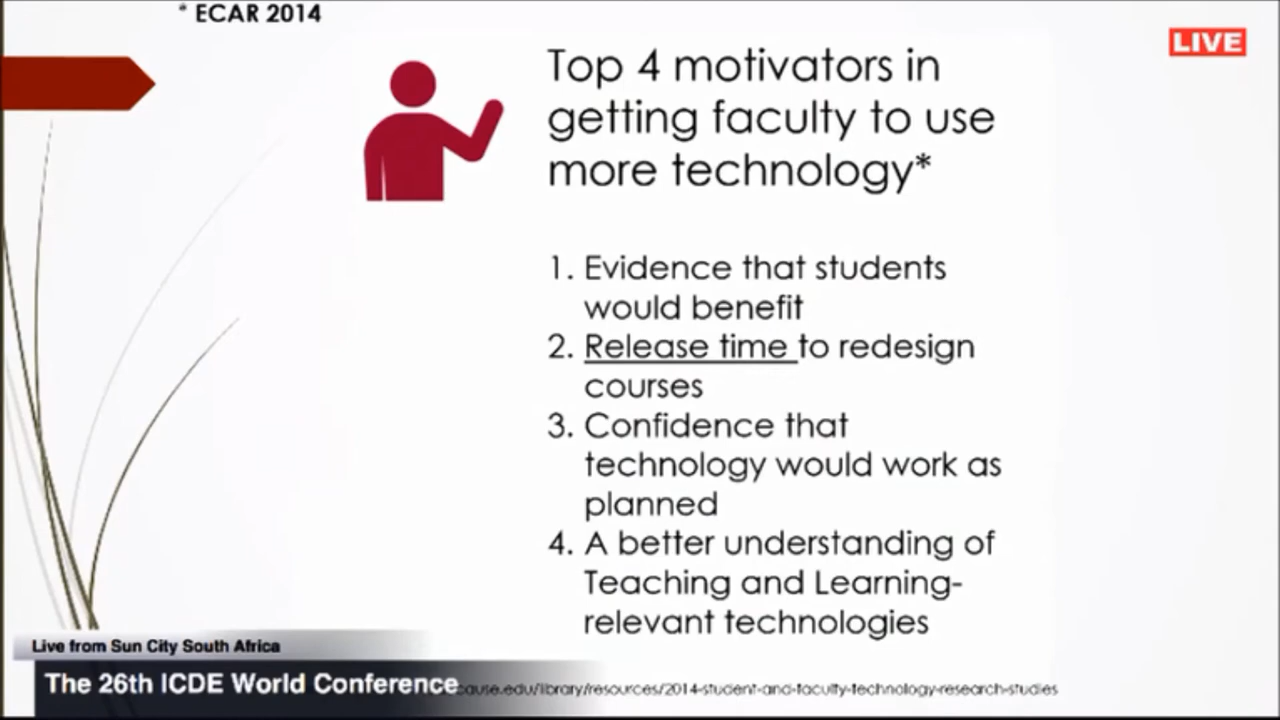 * ECAR 2014
LIVE
Top 4 motivators in
getting faculty to use
more technology*
1. Evidence that students
would benefit
2. Release time to redesign
courses
3. Confidence that
technology would work as
planned
4. A better understanding of
Teaching and Learning-
relevant technologies
Live from Sun City South Africa
The 26th ICDE World Conference
cause.edu/library/resources/2014-student-and-faculty-technology-research-studies